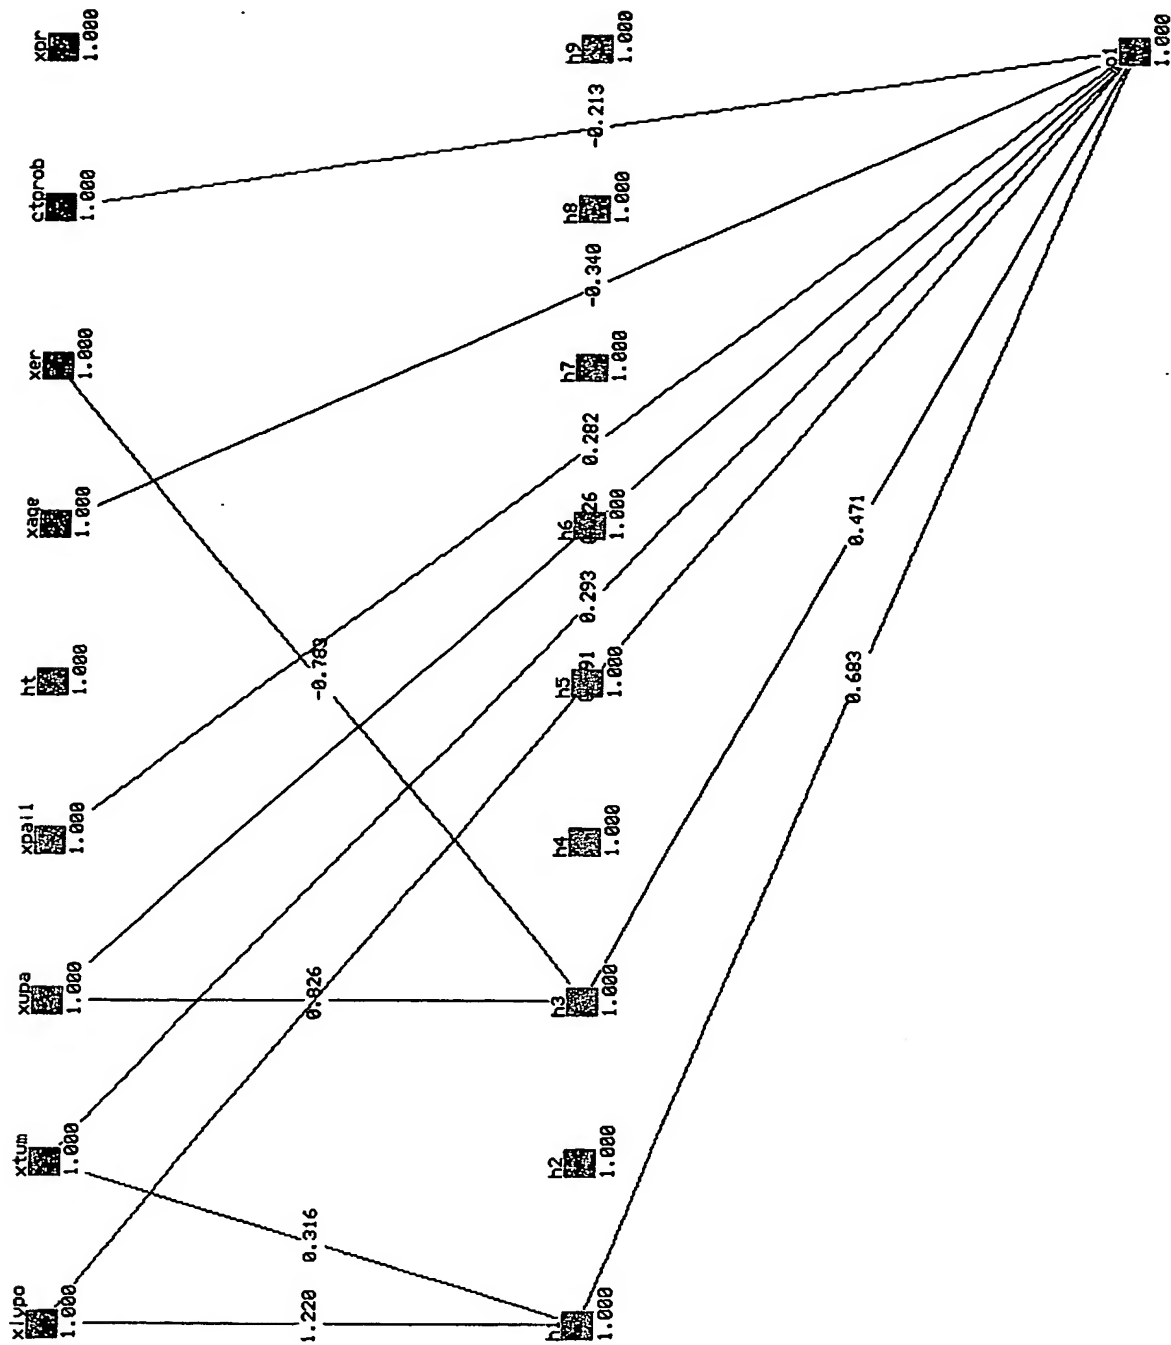 xlypo xtum xupa xpai1 ht xage xer ctprob xpr
1.000 1.000 1.000 1.000 1.000 1.000 1.000 1.000 1.000
1.220 0.316 0.826 -0.783
h1 h2 h3 h4 h5 h6 h7 h8 h9
0.293 0.282 -0.340 -0.213
1.000 1.000 1.000 1.000 1.000 1.000 1.000 1.000 1.000
0.683 0.471
o1
1.000